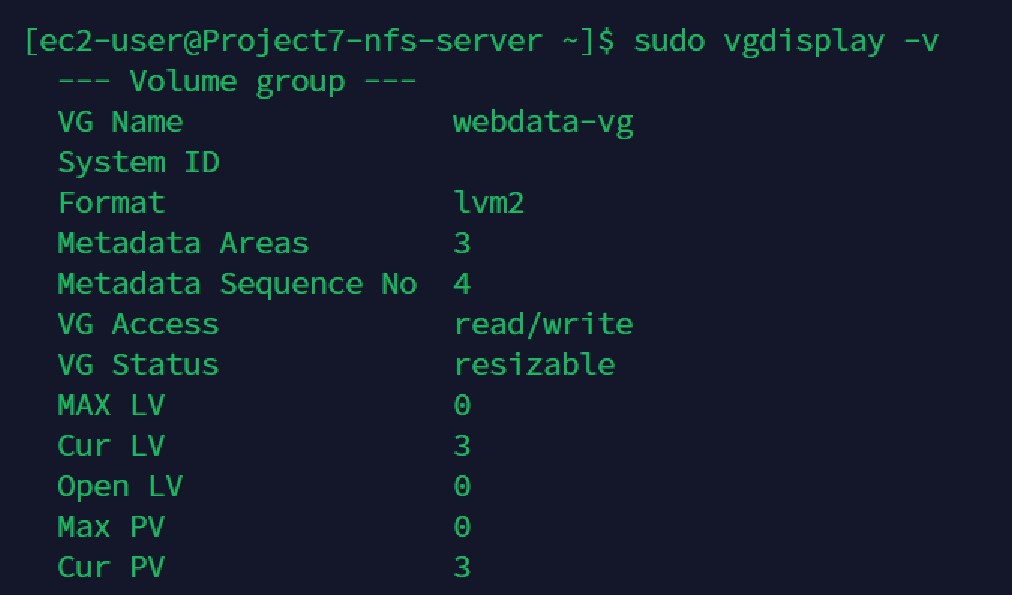 [ec2-user@Project7-nfs-server ~]$ sudo vgdisplay -v
--- Volume group ---
VG Name webdata-vg
System ID
Format lvm2
Metadata Areas 3
Metadata Sequence No 4
VG Access read/write
VG Status resizable
MAX LV 0
Cur LV 3
Open LV 0
Max PV 0
Cur PV 3